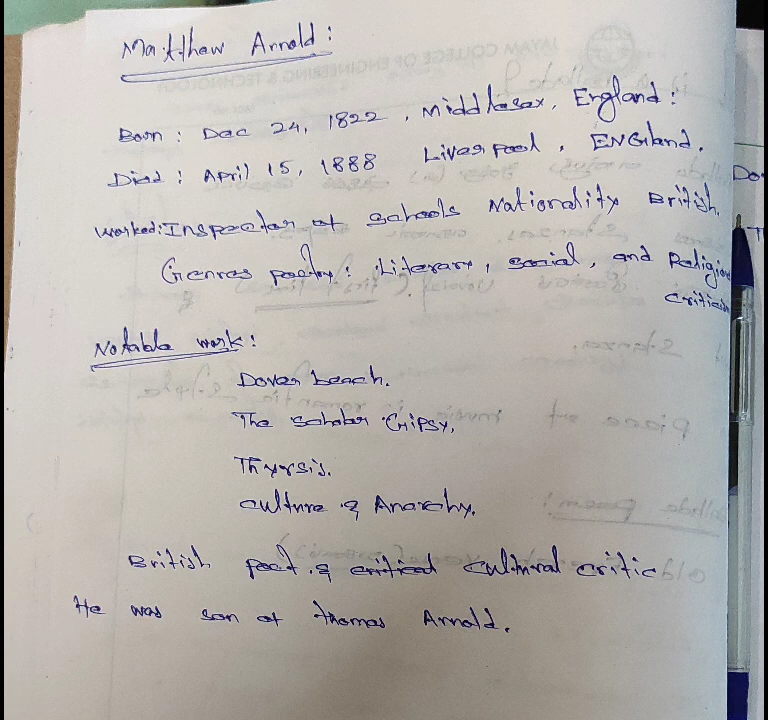 Matthew Arnold:
Born: Dec 24, 1822, Middlesex, England:
Died: April 15, 1888 Liverpool, ENGland.
worked: Inspector of schools Nationality British.
Genres poetry: Literary, social, and Religious
criticism
Notable work:
Dover beach.
The scholar Gipsy,
Thyrsis.
Culture & Anarchy.
British poet & critical cultural critic
He was son of thomas Arnold.